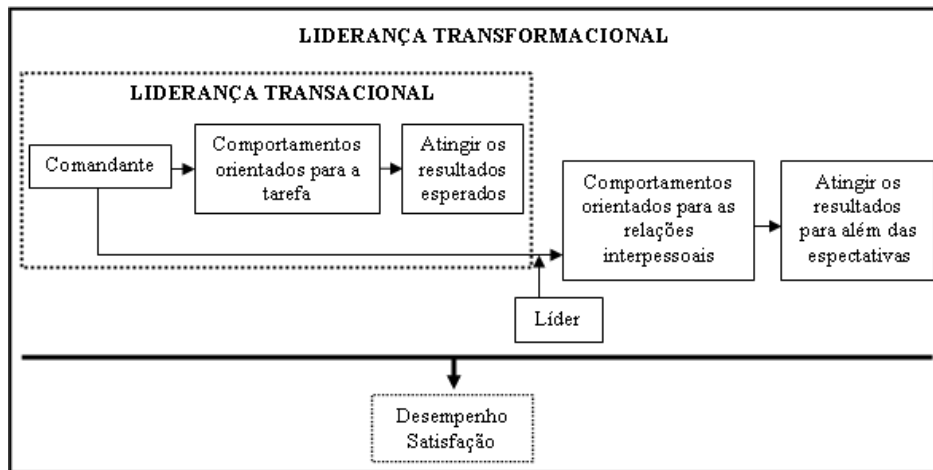 LIDERANÇA TRANSFORMACIONAL
LIDERANÇA TRANSACIONAL
Comandante
Comportamentos
orientados para a
tarefa
Atingir os
resultados
esperados
Comportamentos
orientados para as
relações
interpessoais
Atingir os
resultados
para além das
espectativas
Líder
Desempenho
Satisfação